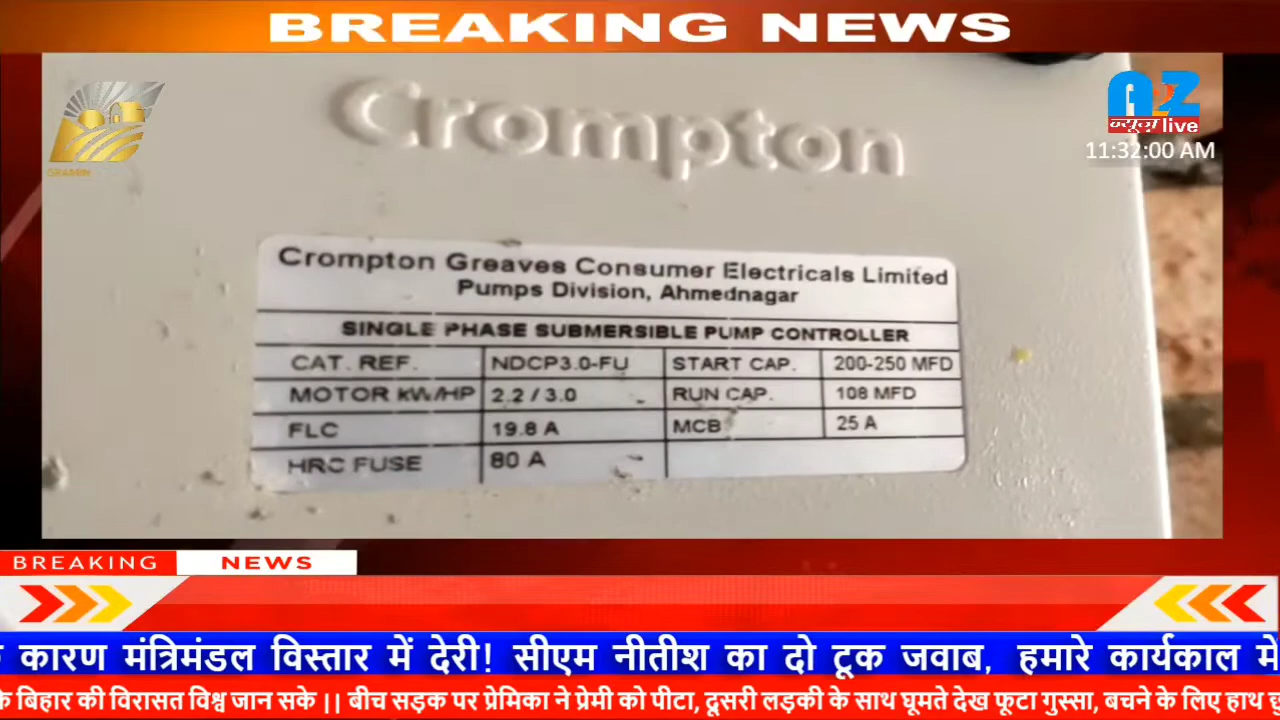 BREAKING NEWS
AZ
न्यूज़ live
11:32:00 AM
GRAMIN
Crompton
Crompton Greaves Consumer Electricals Limited
Pumps Division, Ahmednagar
SINGLE PHASE SUBMERSIBLE PUMP CONTROLLER
CAT. REF. NDCP3.0-FU START CAP. 200-250 MFD
MOTOR kW/HP 2.2 / 3.0 RUN CAP. 108 MFD
FLC 19.8 A MCB 25 A
HRC FUSE 80 A
BREAKING NEWS
कारण मंत्रिमंडल विस्तार में देरी! सीएम नीतीश का दो टूक जवाब, हमारे कार्यकाल मे
के बिहार की विरासत विश्व जान सके || बीच सड़क पर प्रेमिका ने प्रेमी को पीटा, दूसरी लड़की के साथ घूमते देख फूटा गुस्सा, बचने के लिए हाथ